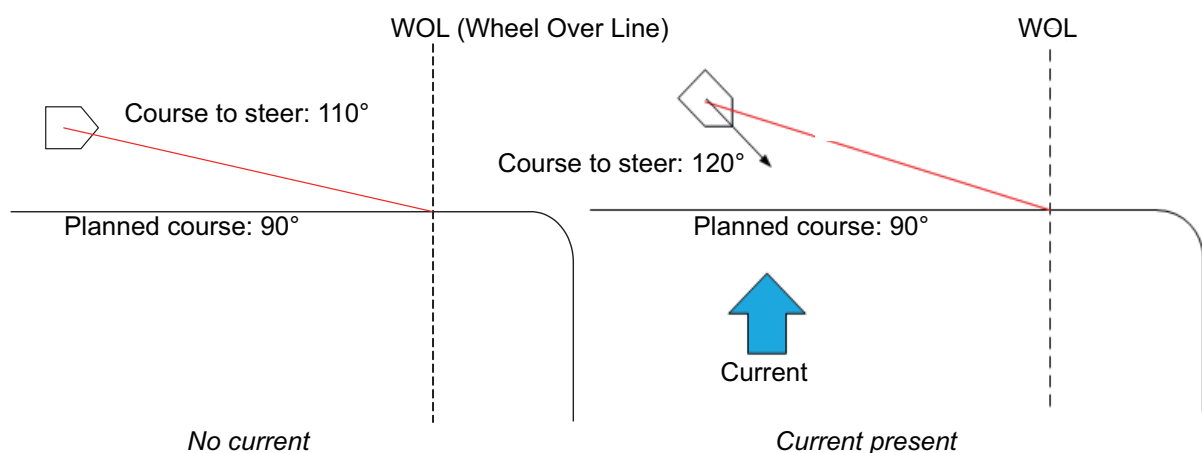 WOL (Wheel Over Line)
Course to steer: 110°
Planned course: 90°
No current
WOL
Course to steer: 120°
Planned course: 90°
Current
Current present